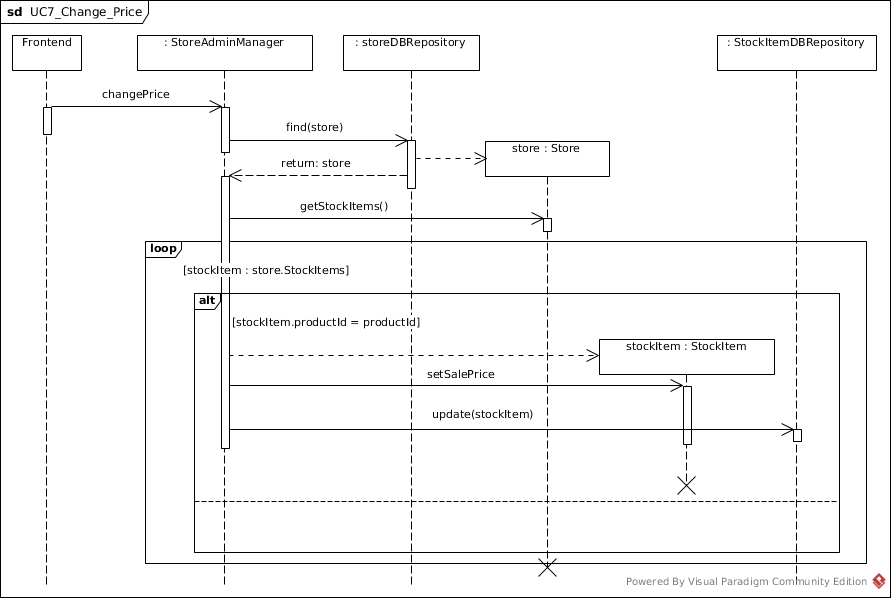 sd UC7_Change_Price
Frontend
: StoreAdminManager
: storeDBRepository
: StockItemDBRepository
changePrice
find(store)
store : Store
return: store
getStockItems()
loop
[stockItem : store.StockItems]
alt
[stockItem.productId = productId]
stockItem : StockItem
setSalePrice
update(stockItem)
Powered By Visual Paradigm Community Edition